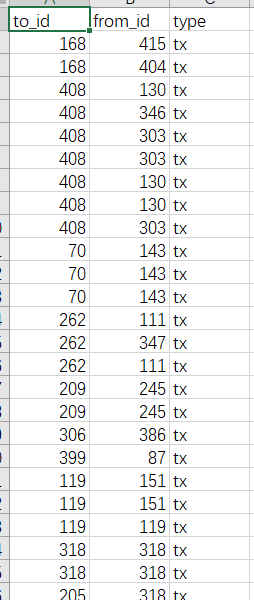 to_id from_id type
168 415 tx
168 404 tx
408 130 tx
408 346 tx
408 303 tx
408 303 tx
408 130 tx
408 130 tx
408 303 tx
70 143 tx
70 143 tx
70 143 tx
262 111 tx
262 347 tx
262 111 tx
209 245 tx
209 245 tx
306 386 tx
399 87 tx
119 151 tx
119 151 tx
119 119 tx
318 318 tx
318 318 tx
205 318 tx